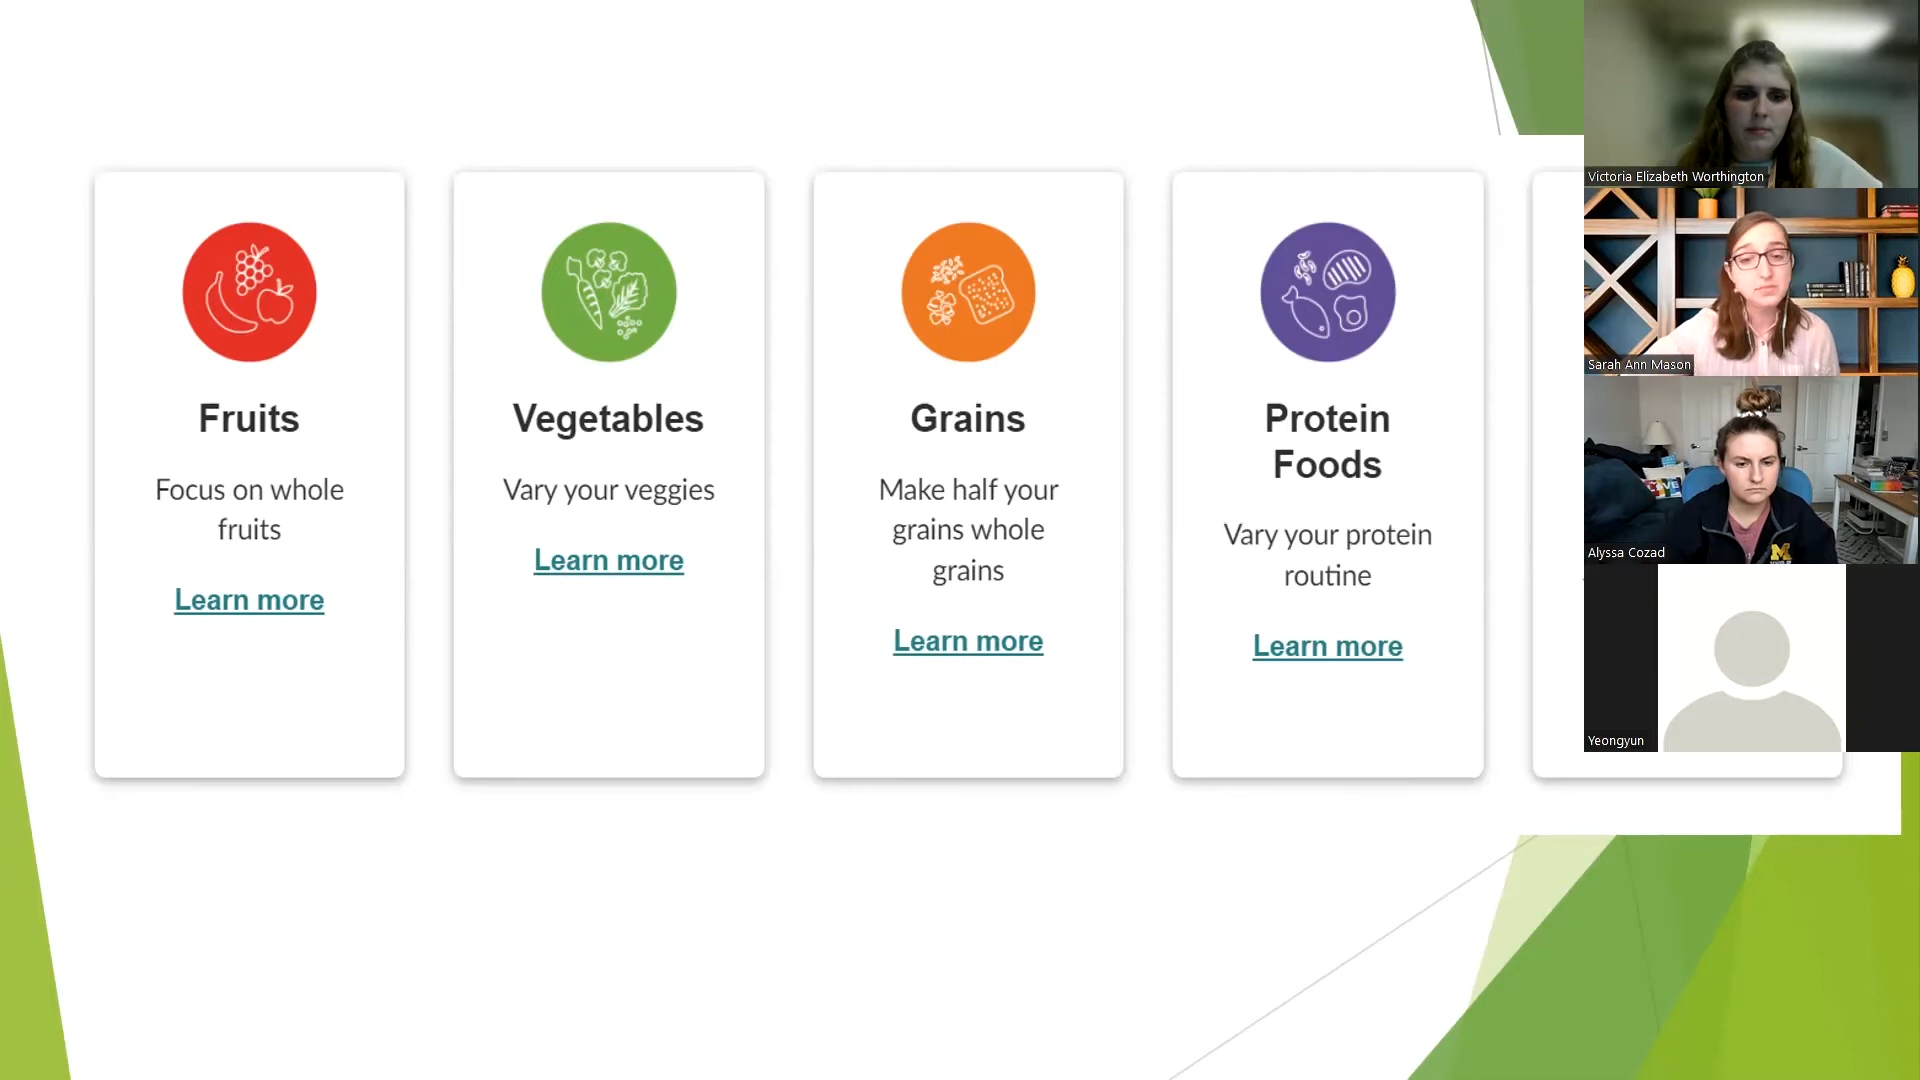 Fruits
Focus on whole
fruits
Learn more
Vegetables
Vary your veggies
Learn more
Grains
Make half your
grains whole
grains
Learn more
Protein
Foods
Vary your protein
routine
Learn more
Victoria Elizabeth Worthington
Sarah Ann Mason
Alyssa Cozad
M
Yeongyun